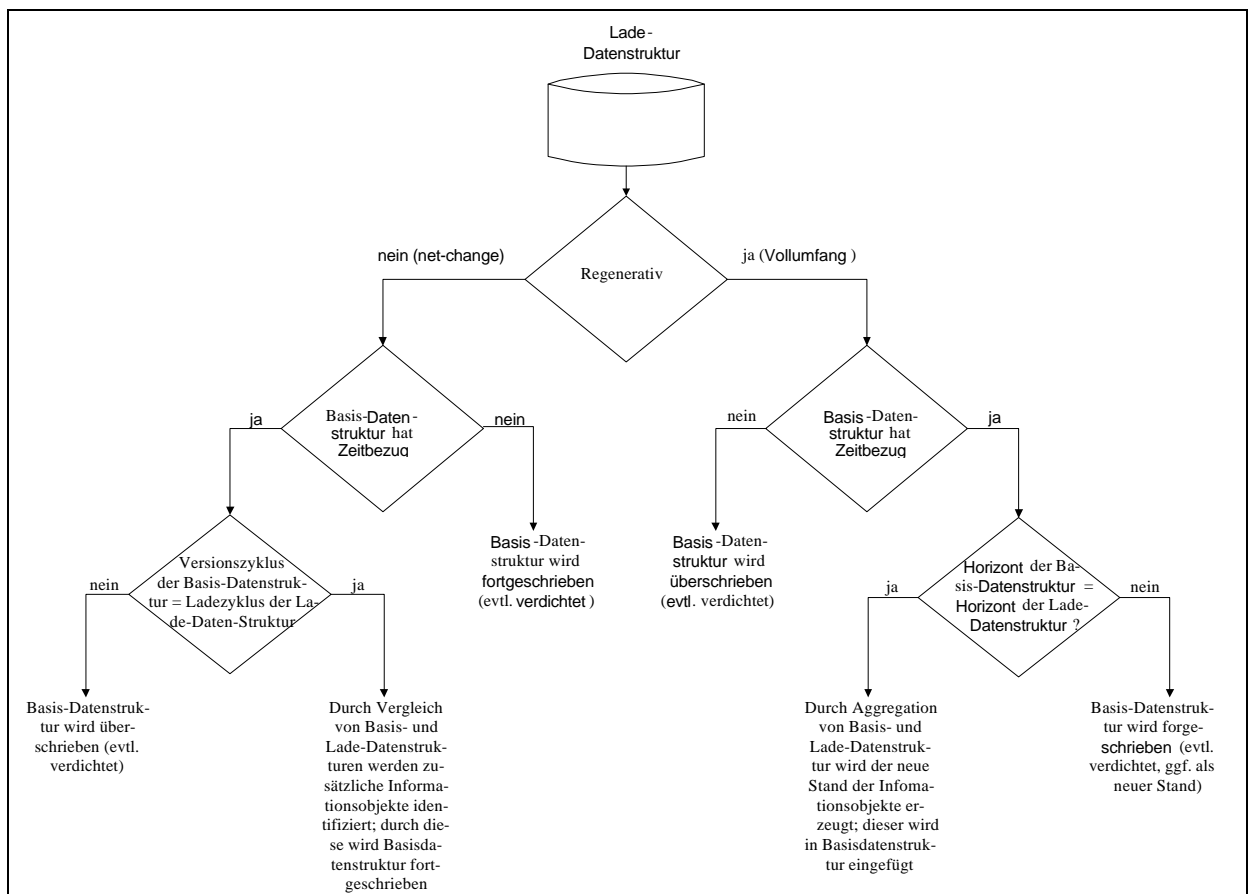 Lade-
Datenstruktur
nein (net-change)
ja (Vollumfang )
Regenerativ
ja
Basis-Daten-
struktur hat
Zeitbezug
nein
nein
Basis-Daten-
struktur hat
Zeitbezug
ja
nein
Versionszyklus
der Basis-Datenstruk-
tur = Ladezyklus der La-
de-Daten-Struktur
ja
Basis -Daten-
struktur wird
fortgeschrieben
(evtl. verdichtet )
Basis -Daten-
struktur wird
überschrieben
(evtl. verdichtet)
ja
Horizont der Ba-
sis-Datenstruktur =
Horizont der Lade-
Datenstruktur ?
nein
Basis-Datenstruk-
tur wird über-
schrieben (evtl.
verdichtet)
Durch Vergleich
von Basis- und
Lade-Datenstruk-
turen werden zu-
sätzliche Informa-
tionsobjekte iden-
tifiziert; durch die-
se wird Basisda-
tenstruktur fort-
geschrieben
Durch Aggregation
von Basis- und
Lade-Datenstruk-
tur wird der neue
Stand der Infoma-
tionsobjekte er-
zeugt; dieser wird
in Basisdatenstruk-
tur eingefügt
Basis-Datenstruk-
tur wird forge-
schrieben (evtl.
verdichtet, ggf. als
neuer Stand)